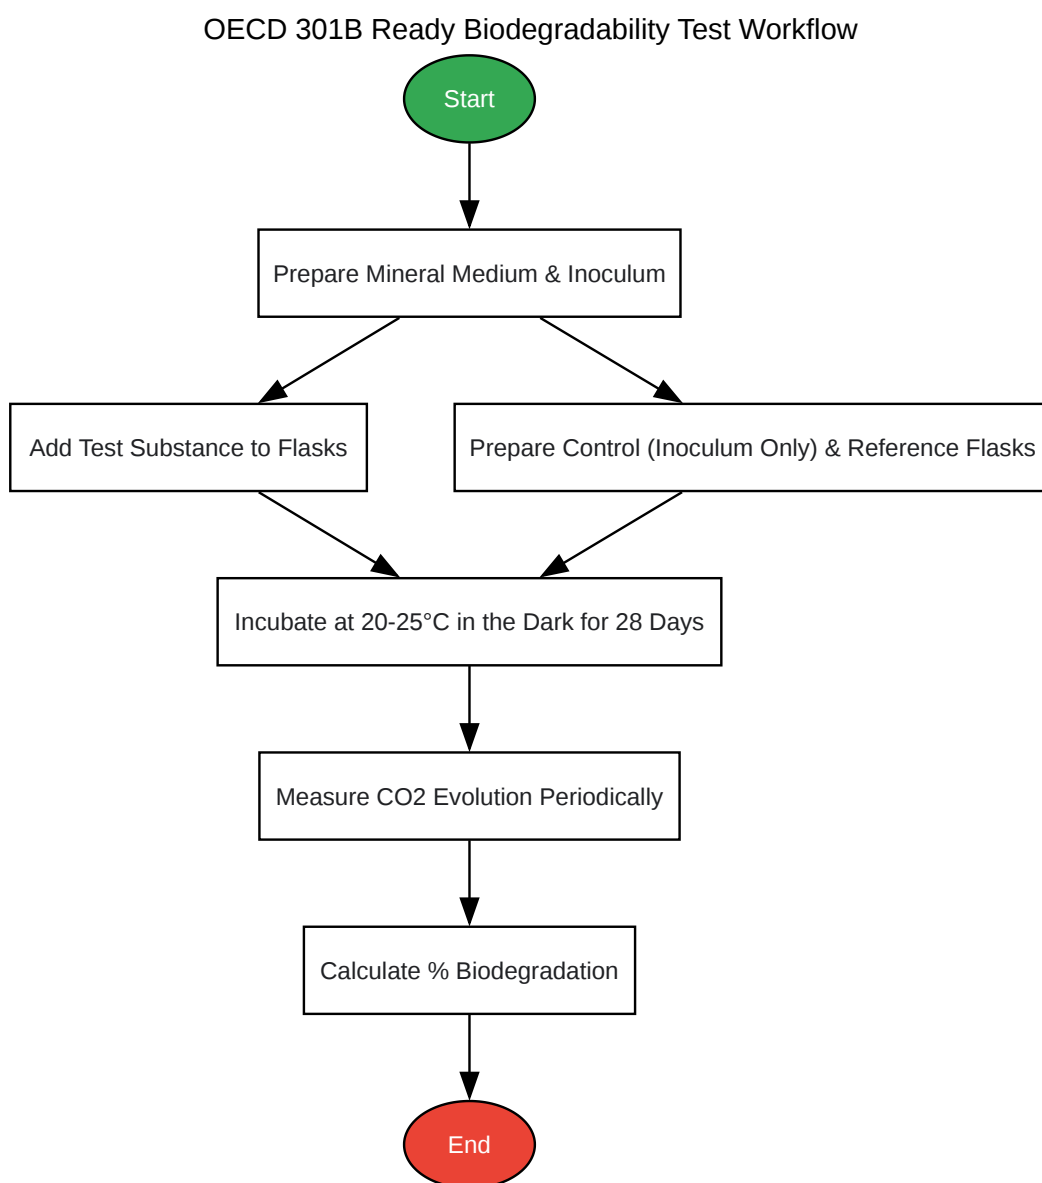 OECD 301B Ready Biodegradability Test Workflow
Start
Prepare Mineral Medium & Inoculum
Add Test Substance to Flasks
Prepare Control (Inoculum Only) & Reference Flasks
Incubate at 20-25°C in the Dark for 28 Days
Measure CO2 Evolution Periodically
Calculate % Biodegradation
End